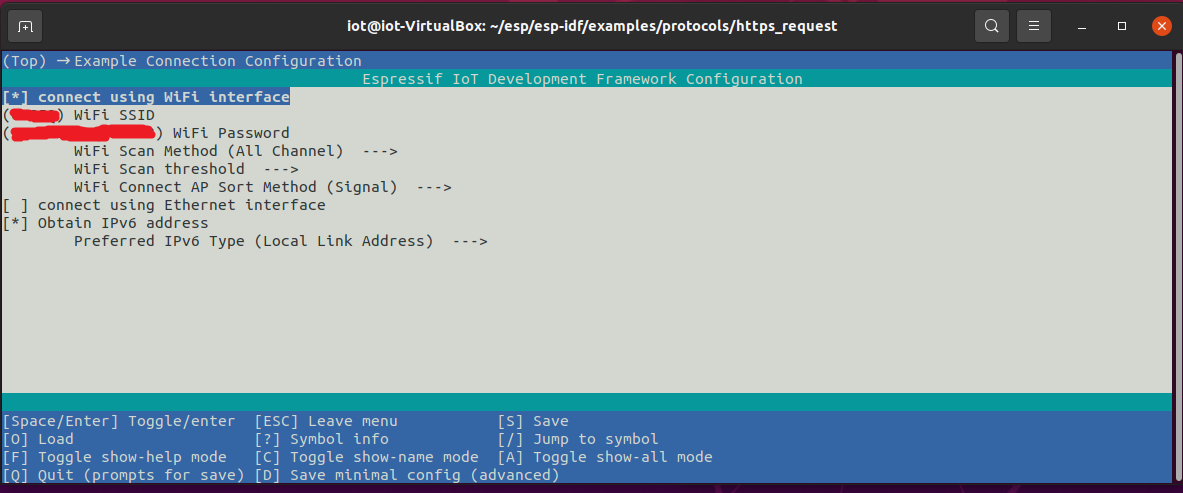 iot@iot-VirtualBox: ~/esp/esp-idf/examples/protocols/https_request
(Top) → Example Connection Configuration
Espressif IoT Development Framework Configuration
[*] connect using WiFi interface
( ) WiFi SSID
( ) WiFi Password
WiFi Scan Method (All Channel)  --->
WiFi Scan threshold  --->
WiFi Connect AP Sort Method (Signal)  --->
[ ] connect using Ethernet interface
[*] Obtain IPv6 address
Preferred IPv6 Type (Local Link Address)  --->
[Space/Enter] Toggle/enter  [ESC] Leave menu  [S] Save
[O] Load  [?] Symbol info  [/] Jump to symbol
[F] Toggle show-help mode  [C] Toggle show-name mode  [A] Toggle show-all mode
[Q] Quit (prompts for save)  [D] Save minimal config (advanced)